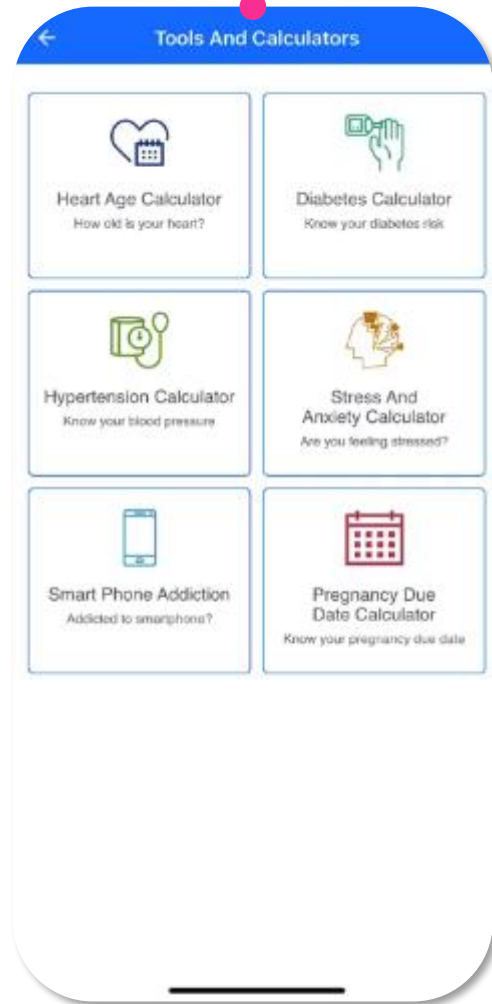 Tools And Calculators
Heart Age Calculator
How old is your heart?
Diabetes Calculator
Know your diabetes risk
Hypertension Calculator
Know your blood pressure
Stress And
Anxiety Calculator
Are you feeling stressed?
Smart Phone Addiction
Addicted to smartphone?
Pregnancy Due
Date Calculator
Know your pregnancy due date